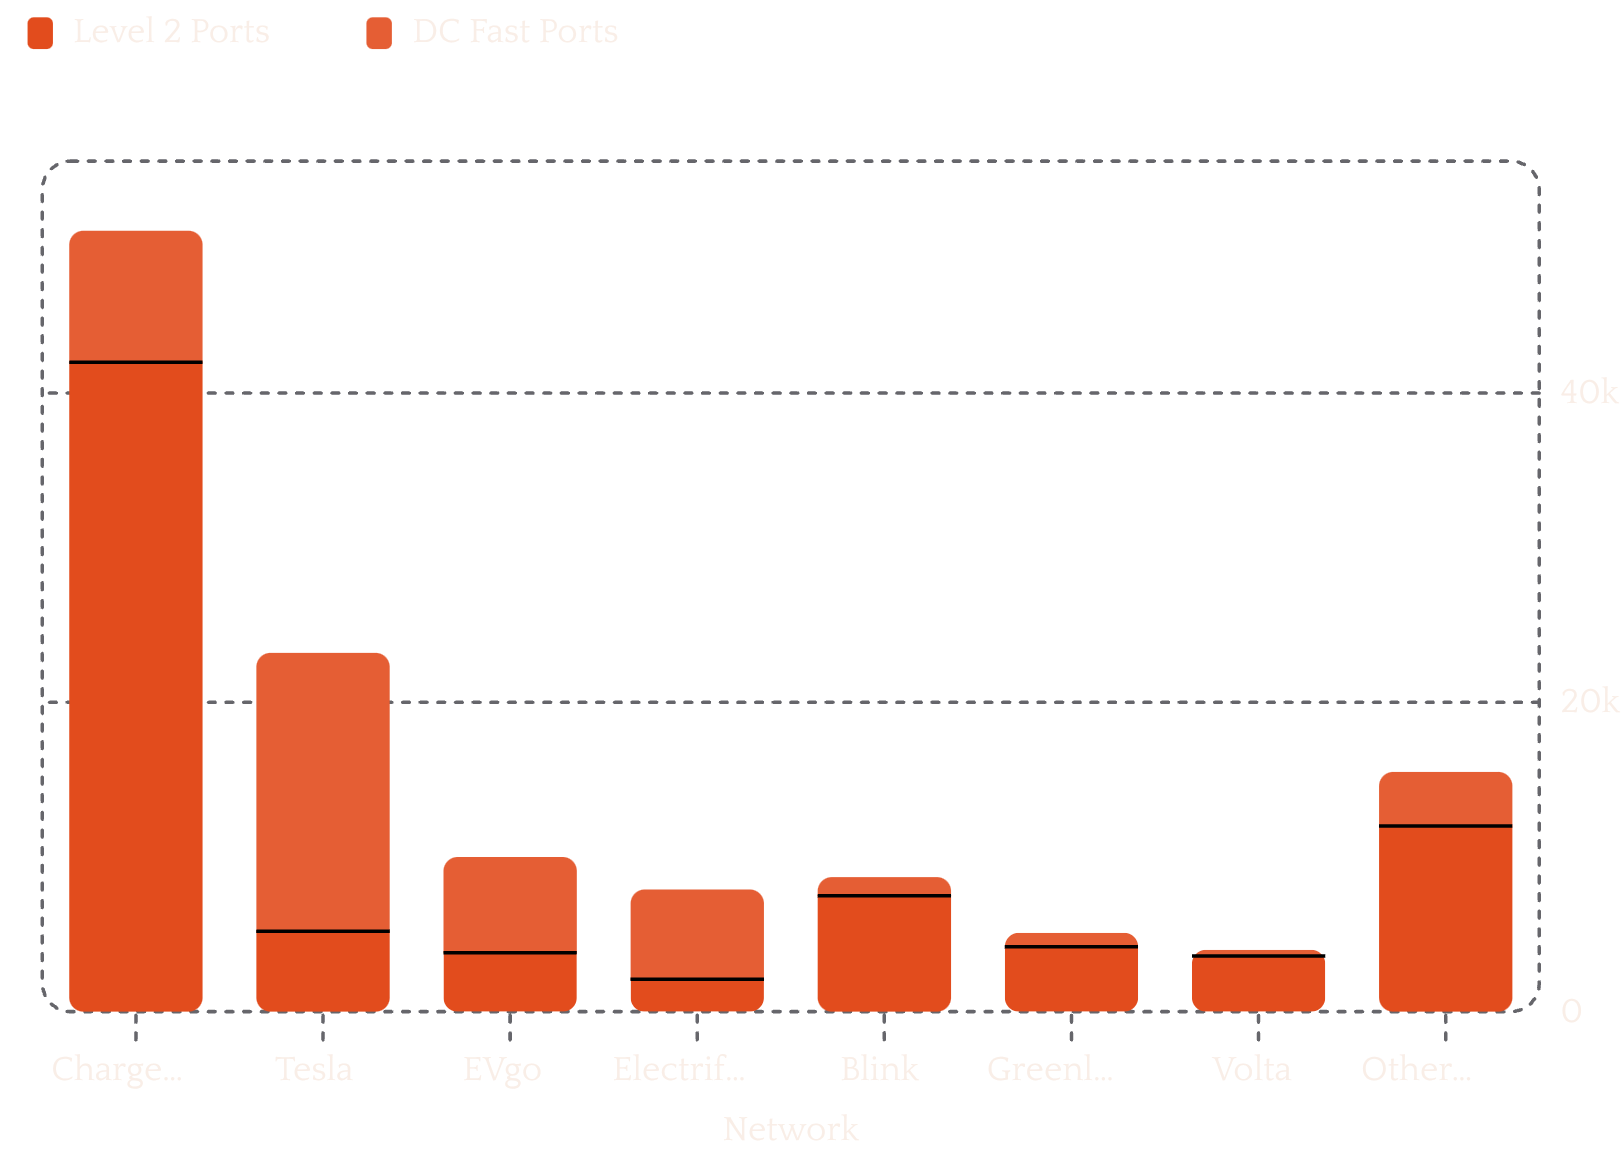 Level 2 Ports
DC Fast Ports
40k
20k
0
Charge...
Tesla
EVgo
Electrif...
Blink
Greenl...
Volta
Other...
Network